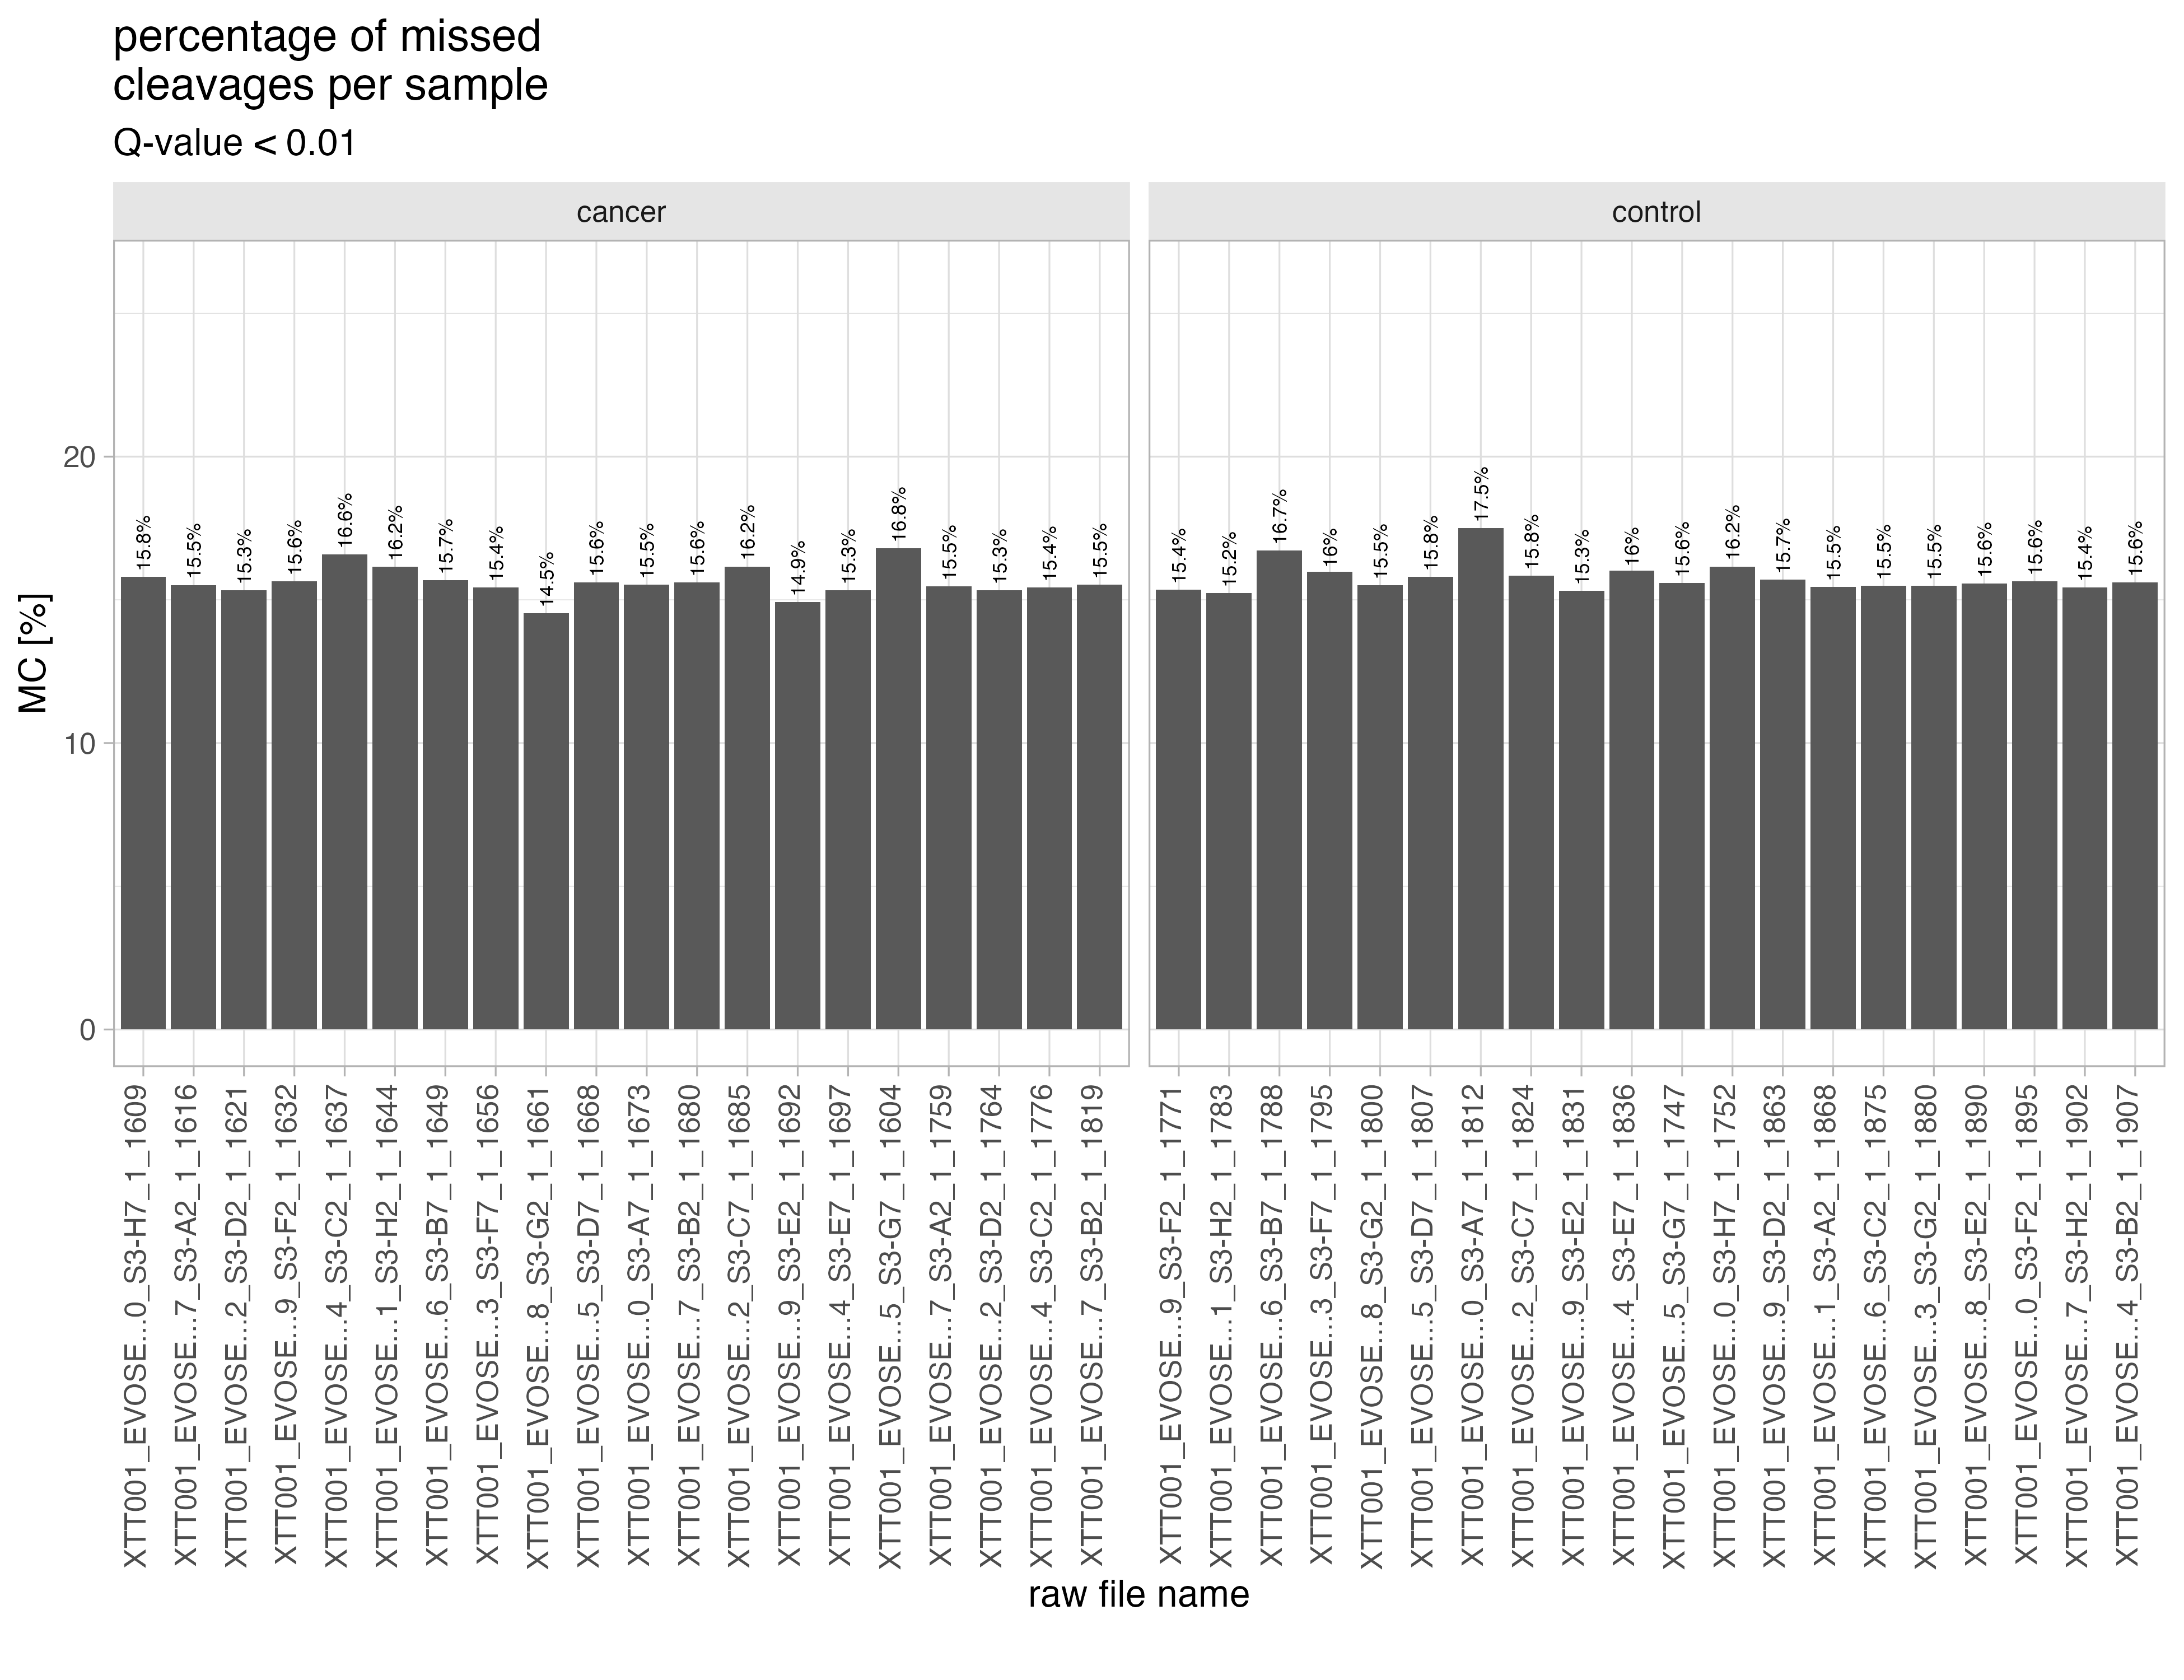 percentage of missed
cleavages per sample
Q-value < 0.01
cancer
control
MC [%]
20
10
0
15.8%
15.5%
15.3%
15.6%
16.6%
16.2%
15.7%
15.4%
14.5%
15.6%
15.5%
15.6%
16.2%
14.9%
15.3%
16.8%
15.5%
15.3%
15.4%
15.5%
15.4%
15.2%
16.7%
16%
15.5%
15.8%
17.5%
15.8%
15.3%
16%
15.6%
16.2%
15.7%
15.5%
15.5%
15.5%
15.6%
15.6%
15.4%
15.6%
XTT001_EVOSE...0_S3-H7_1_1609
XTT001_EVOSE...7_S3-A2_1_1616
XTT001_EVOSE...2_S3-D2_1_1621
XTT001_EVOSE...9_S3-F2_1_1632
XTT001_EVOSE...4_S3-C2_1_1637
XTT001_EVOSE...1_S3-H2_1_1644
XTT001_EVOSE...6_S3-B7_1_1649
XTT001_EVOSE...3_S3-F7_1_1656
XTT001_EVOSE...8_S3-G2_1_1661
XTT001_EVOSE...5_S3-D7_1_1668
XTT001_EVOSE...0_S3-A7_1_1673
XTT001_EVOSE...7_S3-B2_1_1680
XTT001_EVOSE...2_S3-C7_1_1685
XTT001_EVOSE...9_S3-E2_1_1692
XTT001_EVOSE...4_S3-E7_1_1697
XTT001_EVOSE...5_S3-G7_1_1604
XTT001_EVOSE...7_S3-A2_1_1759
XTT001_EVOSE...2_S3-D2_1_1764
XTT001_EVOSE...4_S3-C2_1_1776
XTT001_EVOSE...7_S3-B2_1_1819
XTT001_EVOSE...9_S3-F2_1_1771
XTT001_EVOSE...1_S3-H2_1_1783
XTT001_EVOSE...6_S3-B7_1_1788
XTT001_EVOSE...3_S3-F7_1_1795
XTT001_EVOSE...8_S3-G2_1_1800
XTT001_EVOSE...5_S3-D7_1_1807
XTT001_EVOSE...0_S3-A7_1_1812
XTT001_EVOSE...2_S3-C7_1_1824
XTT001_EVOSE...9_S3-E2_1_1831
XTT001_EVOSE...4_S3-E7_1_1836
XTT001_EVOSE...5_S3-G7_1_1747
XTT001_EVOSE...0_S3-H7_1_1752
XTT001_EVOSE...9_S3-D2_1_1863
XTT001_EVOSE...1_S3-A2_1_1868
XTT001_EVOSE...6_S3-C2_1_1875
XTT001_EVOSE...3_S3-G2_1_1880
XTT001_EVOSE...8_S3-E2_1_1890
XTT001_EVOSE...0_S3-F2_1_1895
XTT001_EVOSE...7_S3-H2_1_1902
XTT001_EVOSE...4_S3-B2_1_1907
raw file name